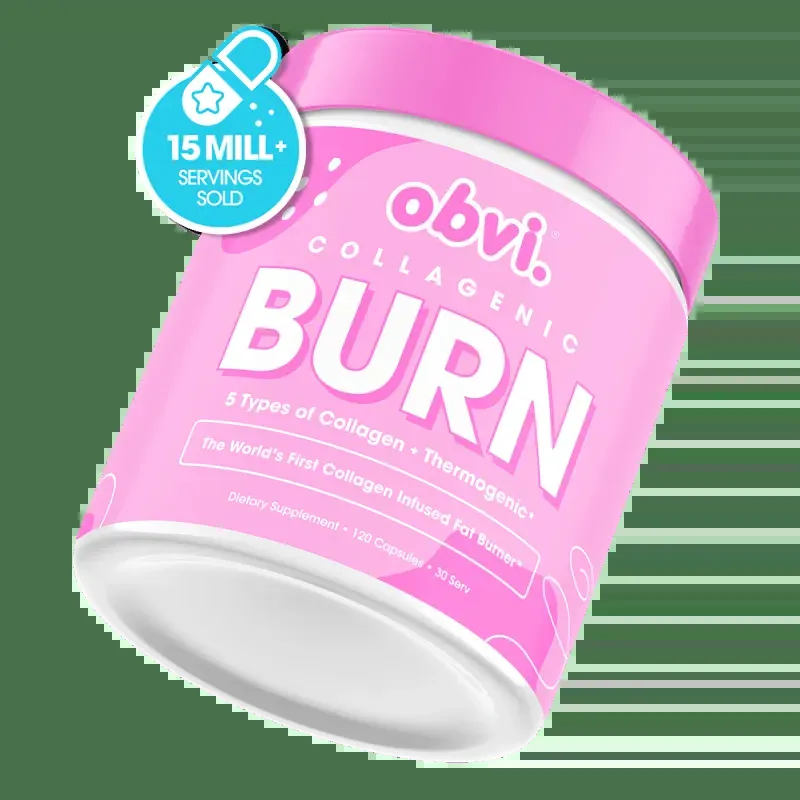 15 MILL+
SERVINGS
SOLD
obvi.®
COLLAGENIC
BURN
5 Types of Collagen + Thermogenic*
The World's First Collagen Infused Fat Burner*
Dietary Supplement • 120 Capsules • 30 Serv